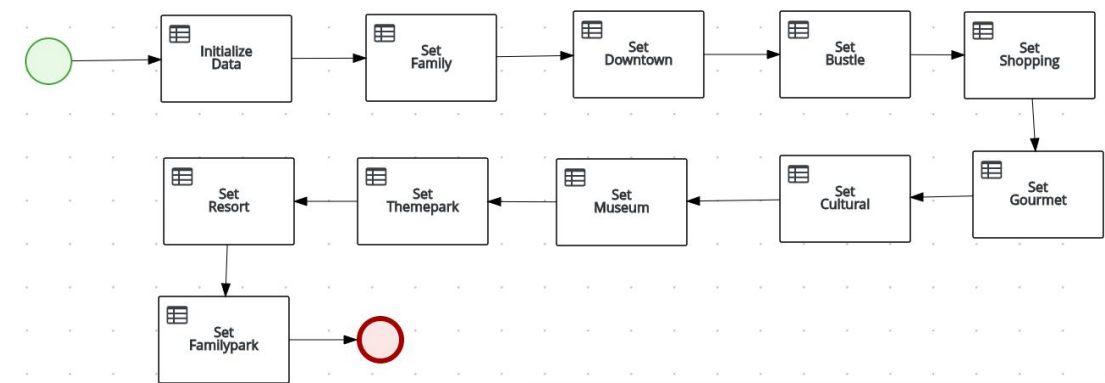 Initialize
Data
Set
Family
Set
Downtown
Set
Bustle
Set
Shopping
Set
Gourmet
Set
Cultural
Set
Museum
Set
Themepark
Set
Resort
Set
Familypark